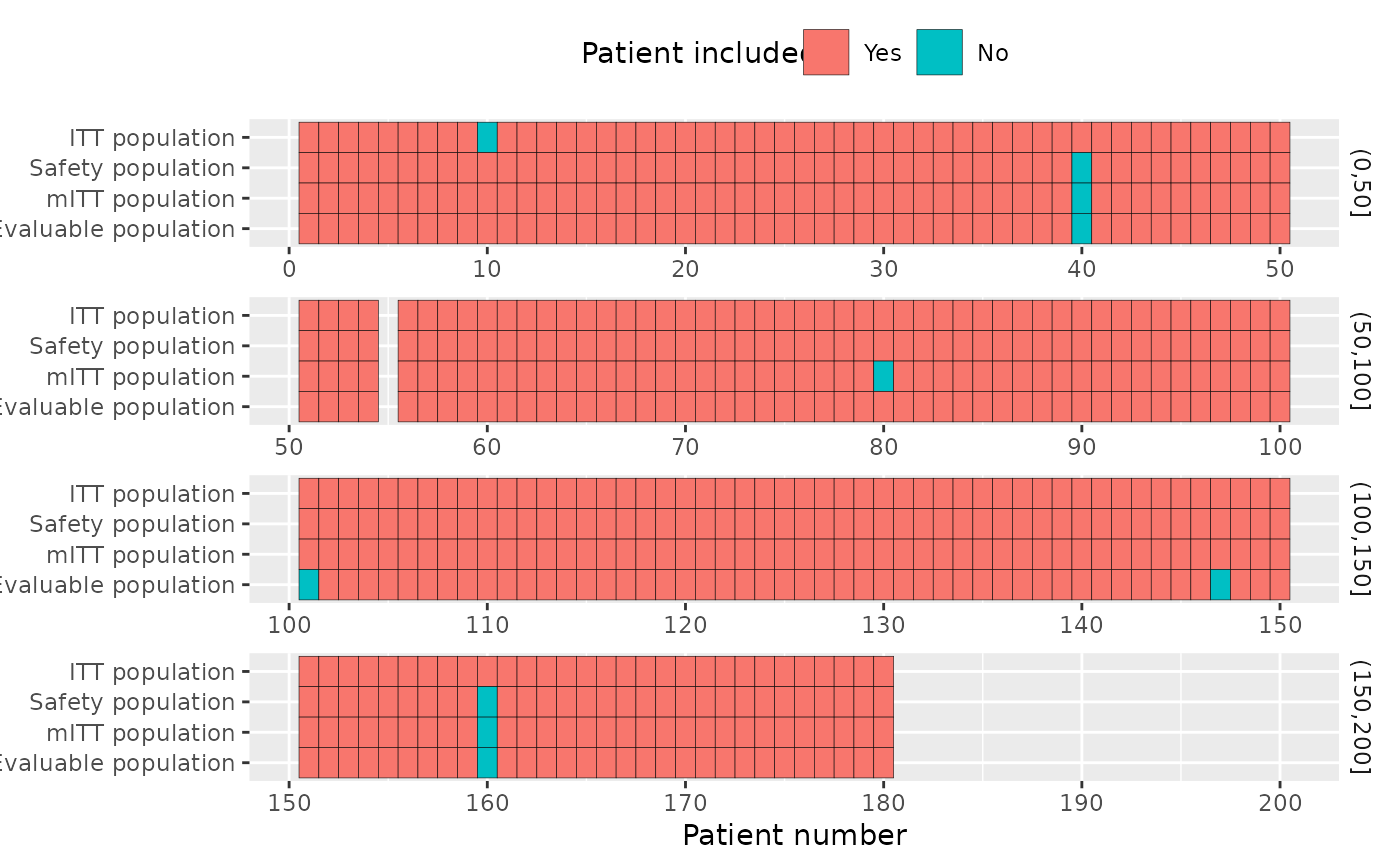 Patient included Yes No
ITT population
Safety population
mITT population
Evaluable population
(0,50]
0 10 20 30 40 50
ITT population
Safety population
mITT population
Evaluable population
(50,100]
50 60 70 80 90 100
ITT population
Safety population
mITT population
Evaluable population
(100,150]
100 110 120 130 140 150
ITT population
Safety population
mITT population
Evaluable population
(150,200]
150 160 170 180 190 200
Patient number